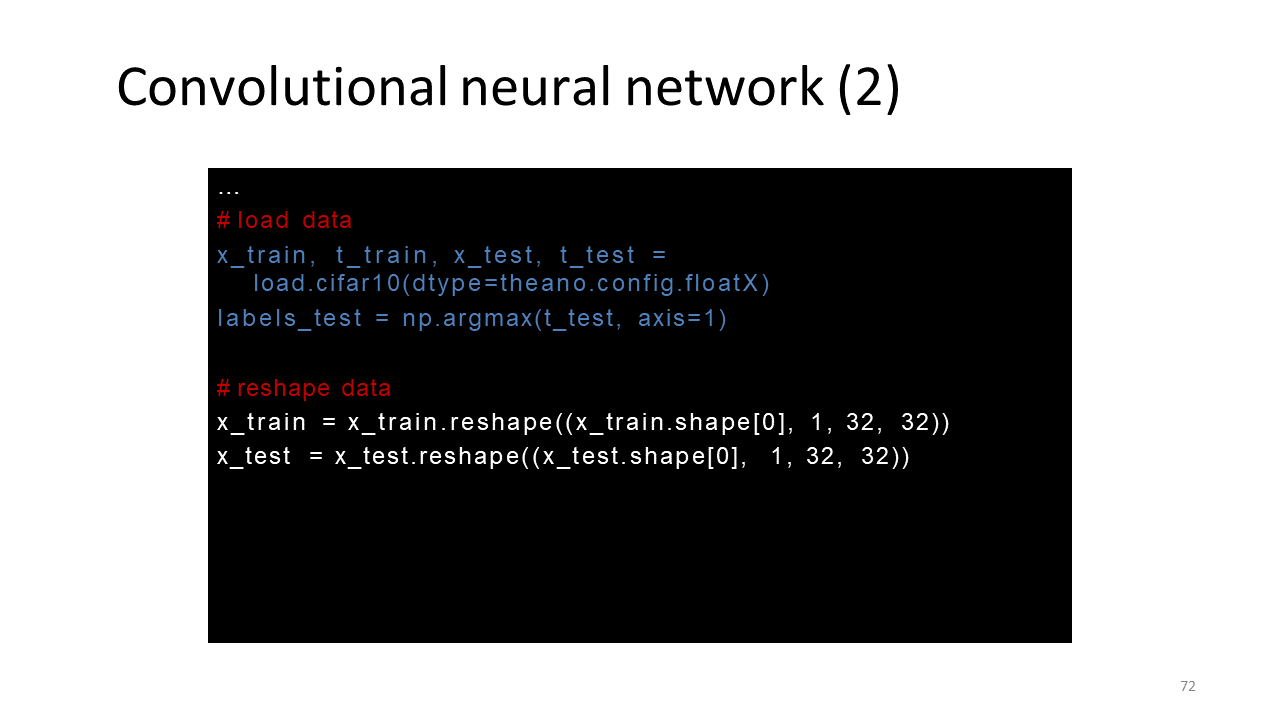 Convolutional neural network (2)
...
# load data
x_train, t_train, x_test, t_test =
load.cifar10(dtype=theano.config.floatX)
labels_test = np.argmax(t_test, axis=1)
# reshape data
x_train = x_train.reshape((x_train.shape[0], 1, 32, 32))
x_test = x_test.reshape((x_test.shape[0], 1, 32, 32))
72